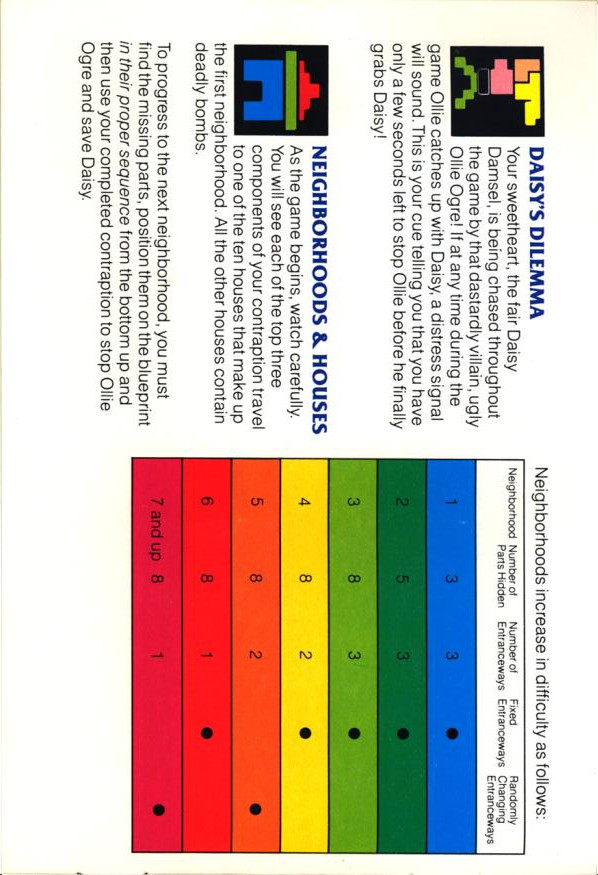 DAISY'S DILEMMA
Your sweetheart, the fair Daisy
Damsel, is being chased throughout
the game by that dastardly villain, ugly
Ollie Ogre! If at any time during the
game Ollie catches up with Daisy, a distress signal
will sound. This is your cue telling you that you have
only a few seconds left to stop Ollie before he finally
grabs Daisy!
NEIGHBORHOODS & HOUSES
As the game begins, watch carefully.
You will see each of the top three
components of your contraption travel
to one of the ten houses that make up
the first neighborhood. All the other houses contain
deadly bombs.
To progress to the next neighborhood, you must
find the missing parts, position them on the blueprint
in their proper sequence from the bottom up and
then use your completed contraption to stop Ollie
Ogre and save Daisy.
Neighborhoods increase in difficulty as follows:
Neighborhood Number of Parts Hidden Number of Entranceways Fixed Entranceways Randomly Changing Entranceways
1 3 3 ●
2 5 3 ●
3 8 3 ●
4 8 2 ●
5 8 2 ●
6 8 1 ●
7 and up 8 1 ●